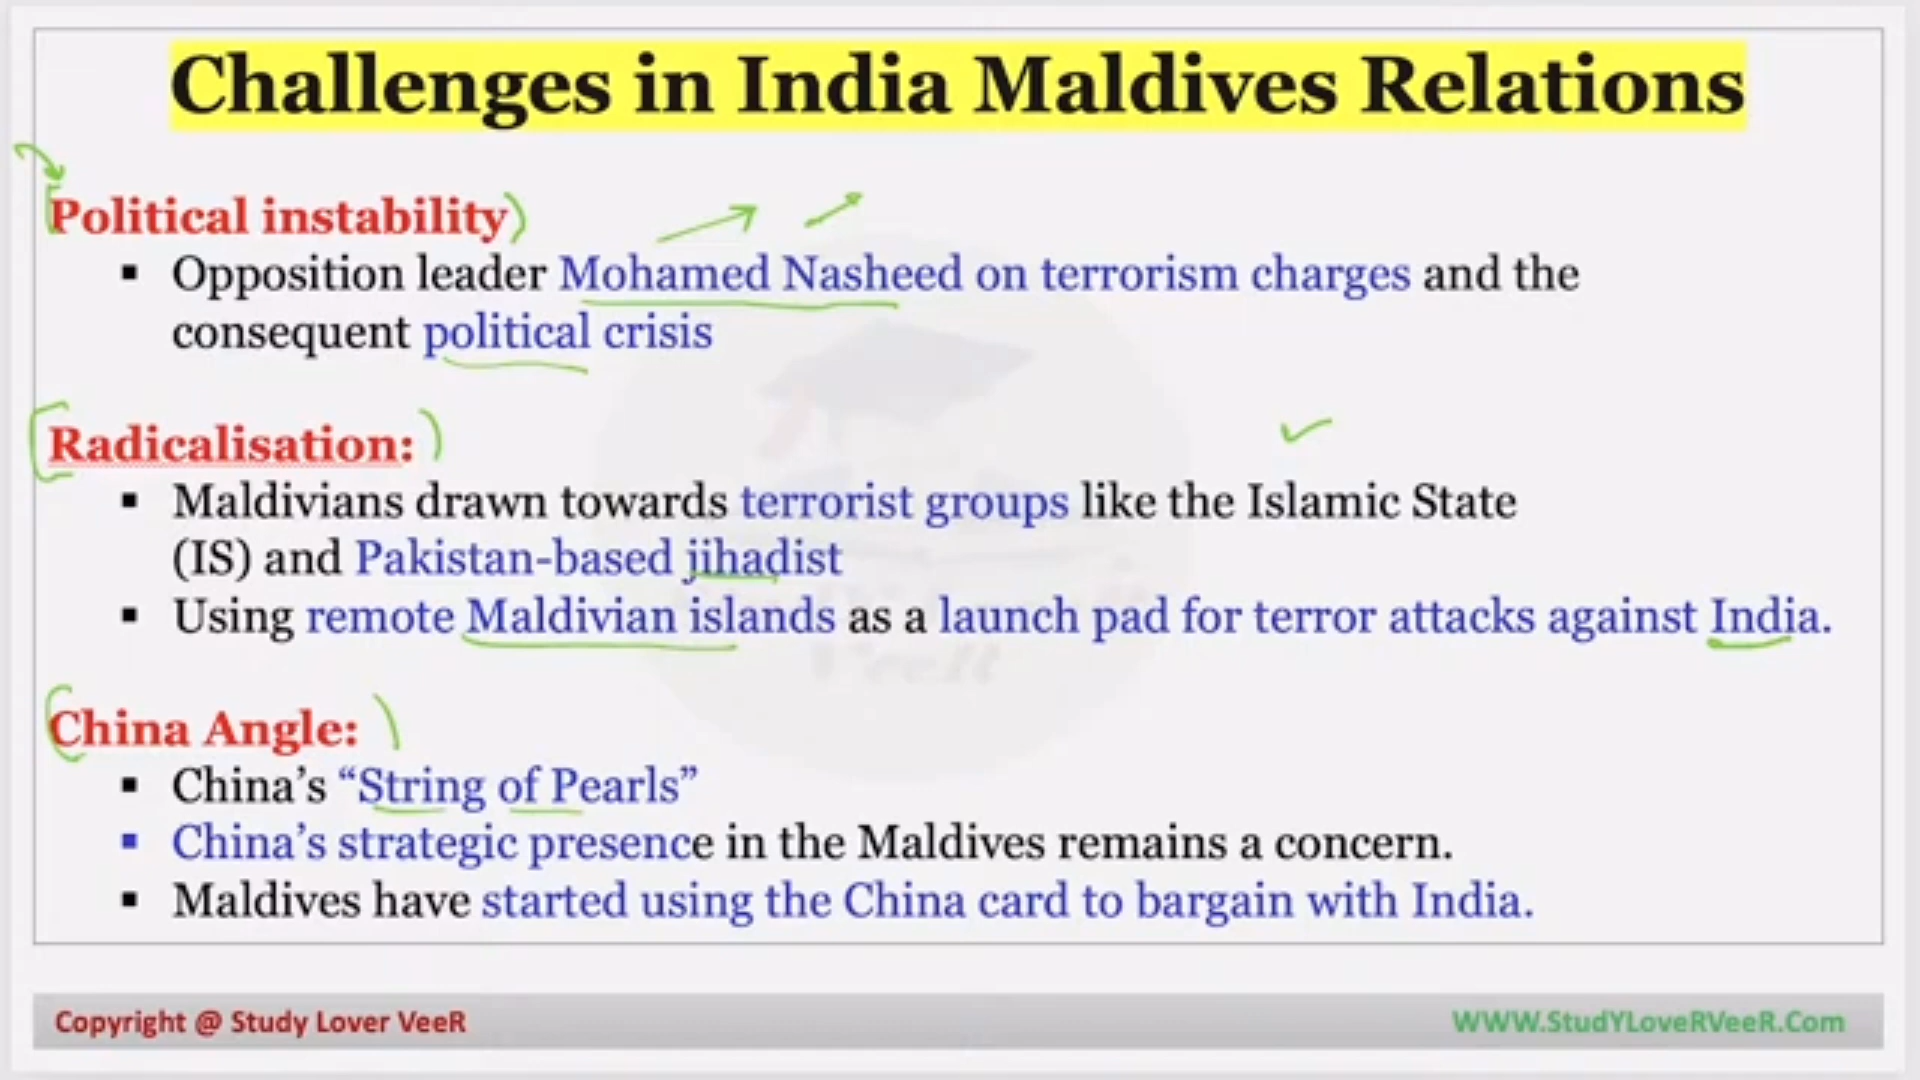 Challenges in India Maldives Relations
Political instability
▪ Opposition leader Mohamed Nasheed on terrorism charges and the
consequent political crisis
Radicalisation:
▪ Maldivians drawn towards terrorist groups like the Islamic State
(IS) and Pakistan-based jihadist
▪ Using remote Maldivian islands as a launch pad for terror attacks against India.
China Angle:
▪ China's “String of Pearls”
▪ China's strategic presence in the Maldives remains a concern.
▪ Maldives have started using the China card to bargain with India.
VeeR
Copyright @ Study Lover VeeR
WWW.StudYLoveRVeeR.Com